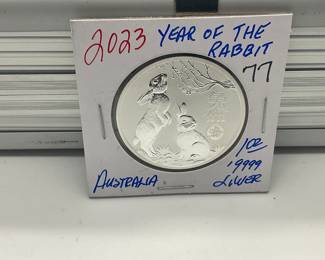 2023 YEAR OF THE
RABBIT
77
1OZ
.9999
AUSTRALIA SILVER